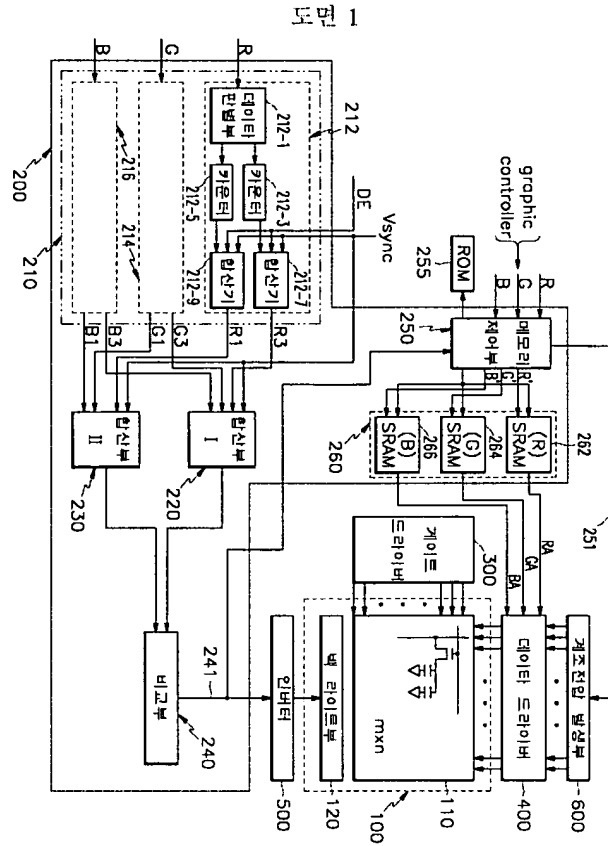 도면 1
graphic controller
R
G
B
메모리 제어부
250
ROM
255
251
R'
G'
B'
(R) SRAM
262
(G) SRAM
264
(B) SRAM
266
260
RA
GA
BA
계조전압 발생부
600
데이타 드라이버
400
게이트 드라이버
300
mxn
110
100
백 라이트부
120
인버터
500
Vsync
DE
R
G
B
데이타 판별부
212-1
카운터
212-3
카운터
212-5
합산기
212-7
합산기
212-9
212
214
216
200
210
R3
R1
G3
G1
B3
B1
합산부 I
220
합산부 II
230
비교부
240
241